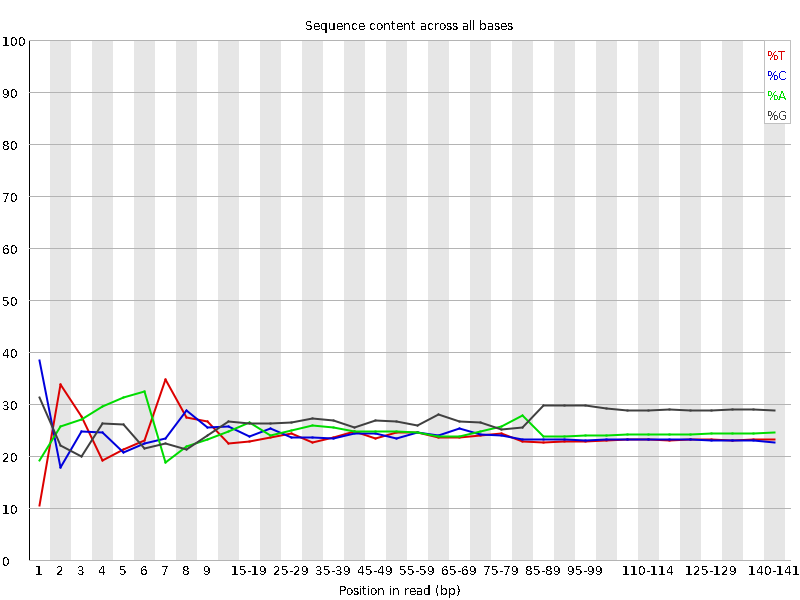 Sequence content across all bases
100
90
80
70
60
50
40
30
20
10
0
%T
%C
%A
%G
1 2 3 4 5 6 7 8 9 15-19 25-29 35-39 45-49 55-59 65-69 75-79 85-89 95-99 110-114 125-129 140-141
Position in read (bp)